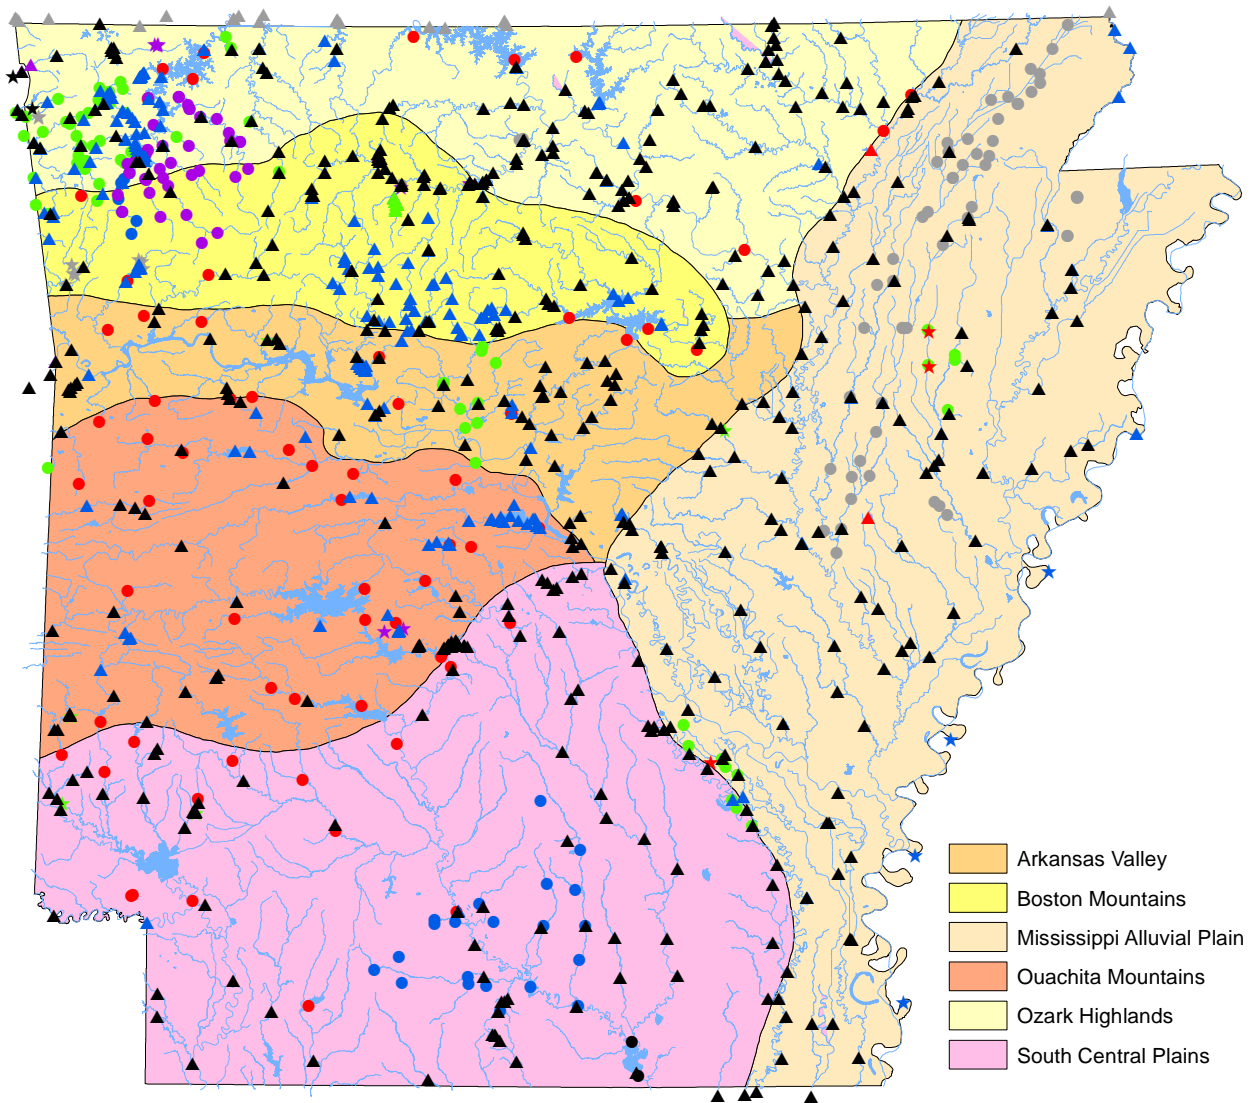 Arkansas Valley
Boston Mountains
Mississippi Alluvial Plain
Ouachita Mountains
Ozark Highlands
South Central Plains